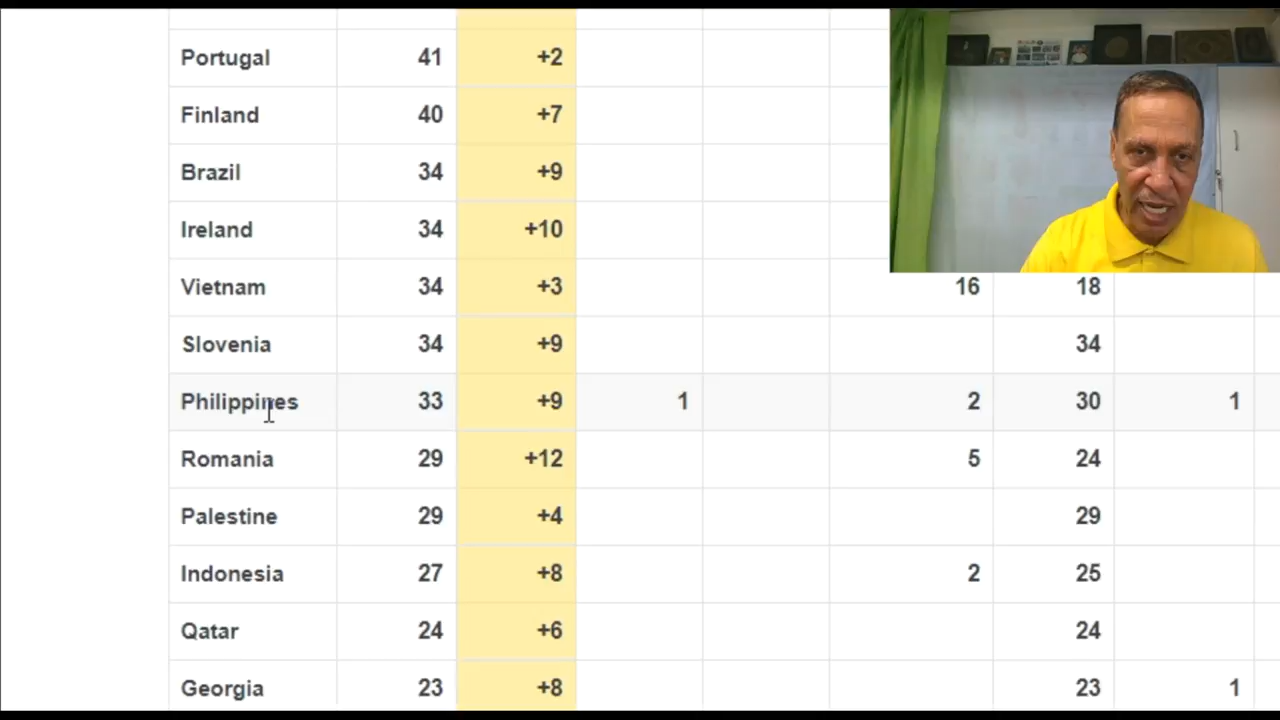 Portugal 41 +2
Finland 40 +7
Brazil 34 +9
Ireland 34 +10
Vietnam 34 +3 16 18
Slovenia 34 +9 34
Philippines 33 +9 1 2 30 1
Romania 29 +12 5 24
Palestine 29 +4 29
Indonesia 27 +8 2 25
Qatar 24 +6 24
Georgia 23 +8 23 1